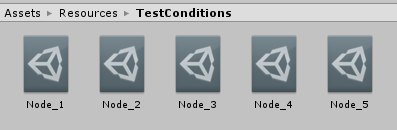 Assets ▸ Resources ▸ TestConditions
Node_1 Node_2 Node_3 Node_4 Node_5